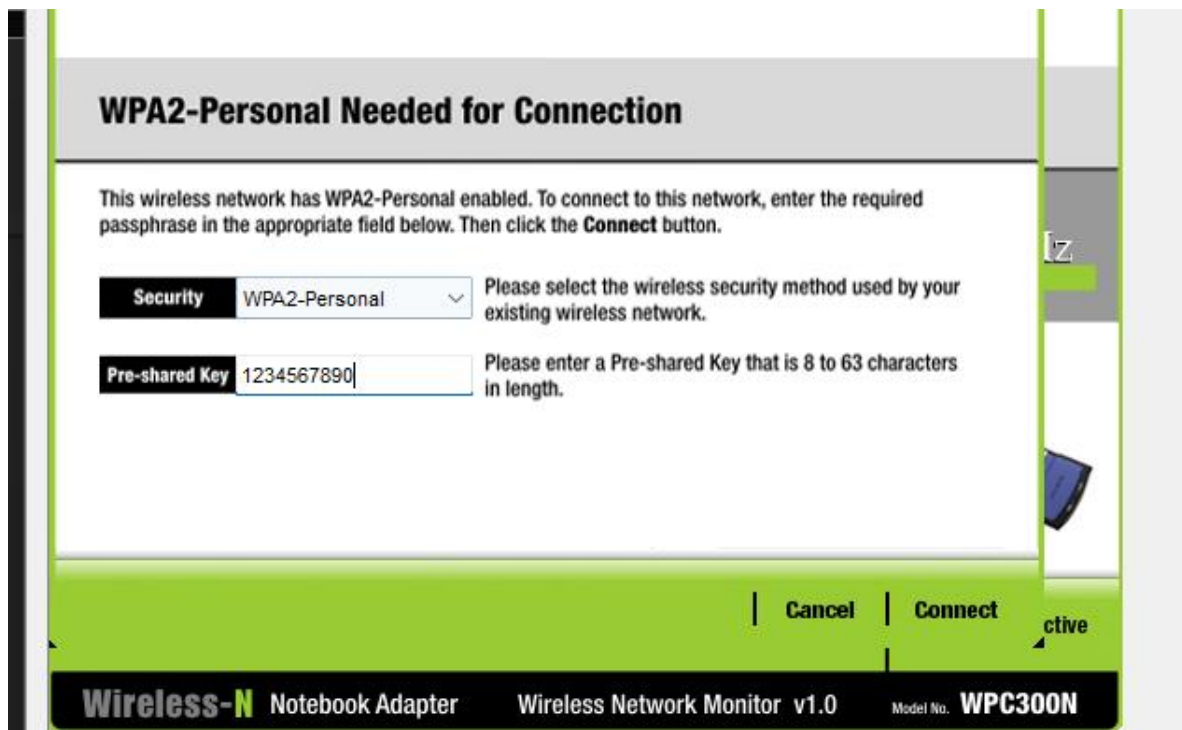 WPA2-Personal Needed for Connection
This wireless network has WPA2-Personal enabled. To connect to this network, enter the required
passphrase in the appropriate field below. Then click the Connect button.
Security WPA2-Personal Please select the wireless security method used by your
existing wireless network.
Pre-shared Key 1234567890 Please enter a Pre-shared Key that is 8 to 63 characters
in length.
Cancel Connect
ctive
Wireless-N Notebook Adapter Wireless Network Monitor v1.0 Model No. WPC300N